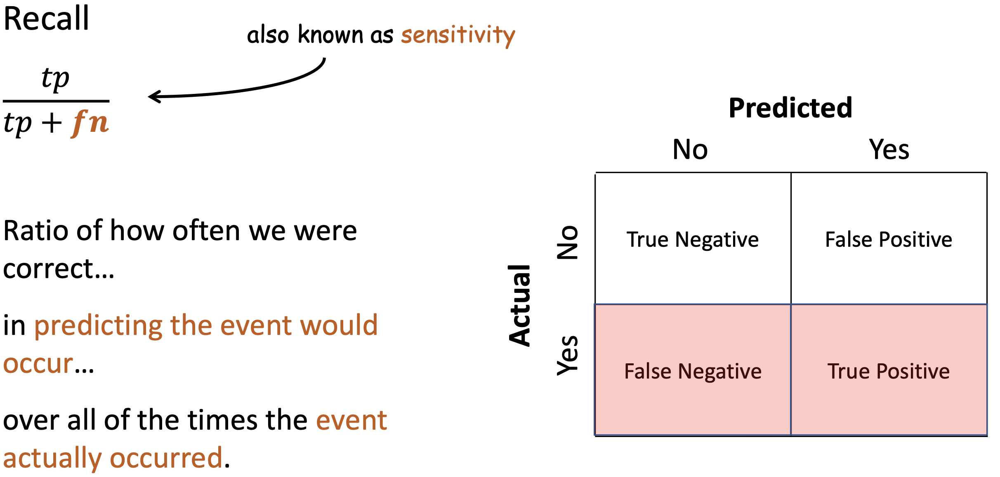 Recall
also known as sensitivity
tp
tp + fn
Ratio of how often we were
correct...
in predicting the event would
occur...
over all of the times the event
actually occurred.
Predicted
No Yes
Actual
No
True Negative False Positive
Yes
False Negative True Positive